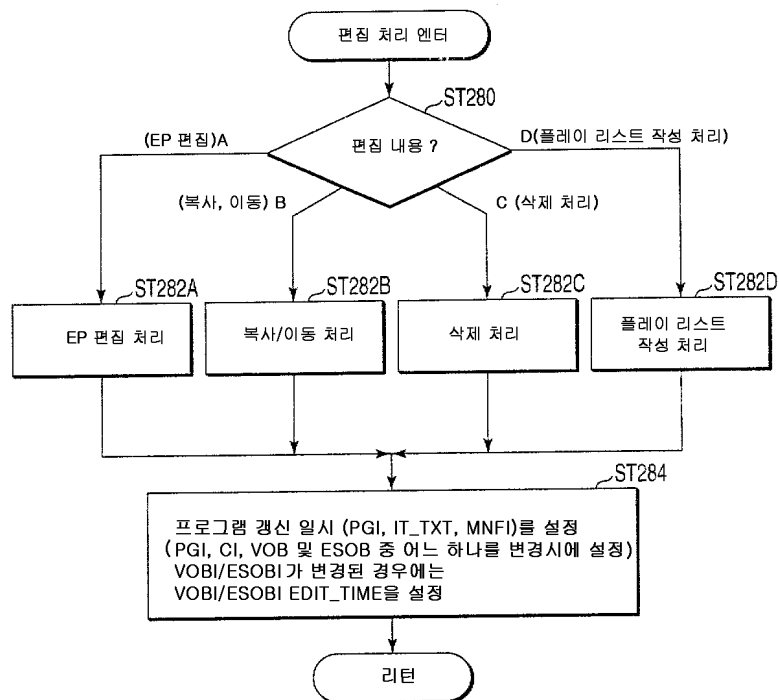 편집 처리 엔터
ST280
편집 내용 ?
(EP 편집)A
D(플레이 리스트 작성 처리)
(복사, 이동) B
C (삭제 처리)
ST282A
EP 편집 처리
ST282B
복사/이동 처리
ST282C
삭제 처리
ST282D
플레이 리스트
작성 처리
ST284
프로그램 갱신 일시 (PGI, IT_TXT, MNFI)를 설정
(PGI, CI, VOB 및 ESOB 중 어느 하나를 변경시에 설정)
VOBI/ESOBI가 변경된 경우에는
VOBI/ESOBI EDIT_TIME을 설정
리턴